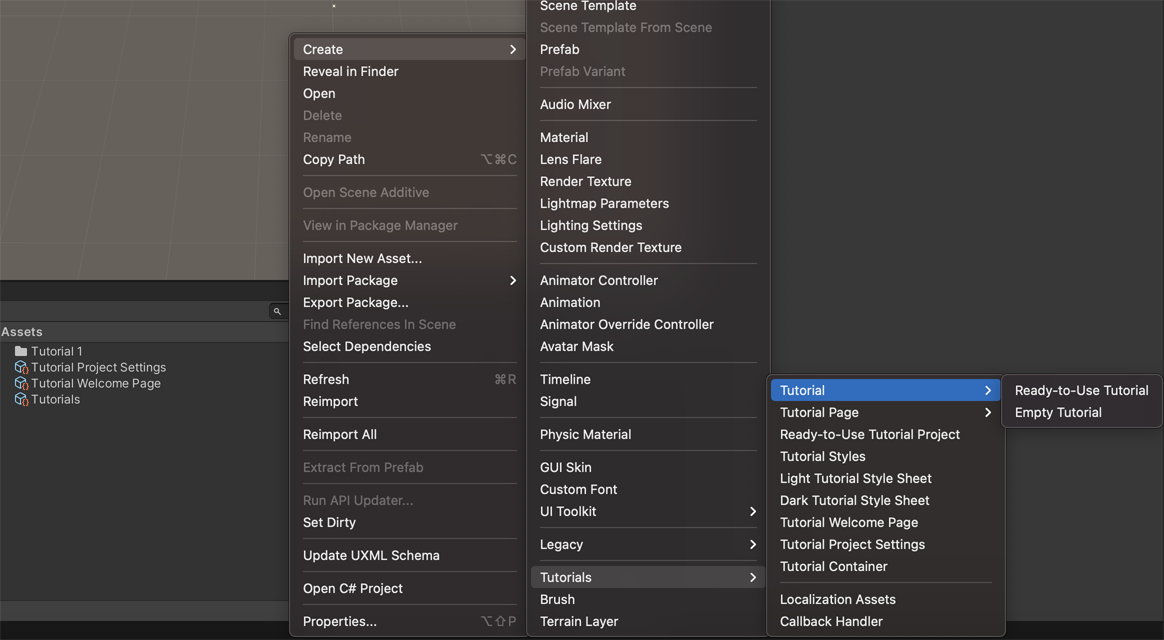 Assets
Tutorial 1
Tutorial Project Settings
Tutorial Welcome Page
Tutorials
Create
Reveal in Finder
Open
Delete
Rename
Copy Path ⌥⌘C
Open Scene Additive
View in Package Manager
Import New Asset...
Import Package
Export Package...
Find References In Scene
Select Dependencies
Refresh ⌘R
Reimport
Reimport All
Extract From Prefab
Run API Updater...
Set Dirty
Update UXML Schema
Open C# Project
Properties... ⌥⇧P
Scene Template
Scene Template From Scene
Prefab
Prefab Variant
Audio Mixer
Material
Lens Flare
Render Texture
Lightmap Parameters
Lighting Settings
Custom Render Texture
Animator Controller
Animation
Animator Override Controller
Avatar Mask
Timeline
Signal
Physic Material
GUI Skin
Custom Font
UI Toolkit
Legacy
Tutorials
Brush
Terrain Layer
Tutorial
Tutorial Page
Ready-to-Use Tutorial Project
Tutorial Styles
Light Tutorial Style Sheet
Dark Tutorial Style Sheet
Tutorial Welcome Page
Tutorial Project Settings
Tutorial Container
Localization Assets
Callback Handler
Ready-to-Use Tutorial
Empty Tutorial